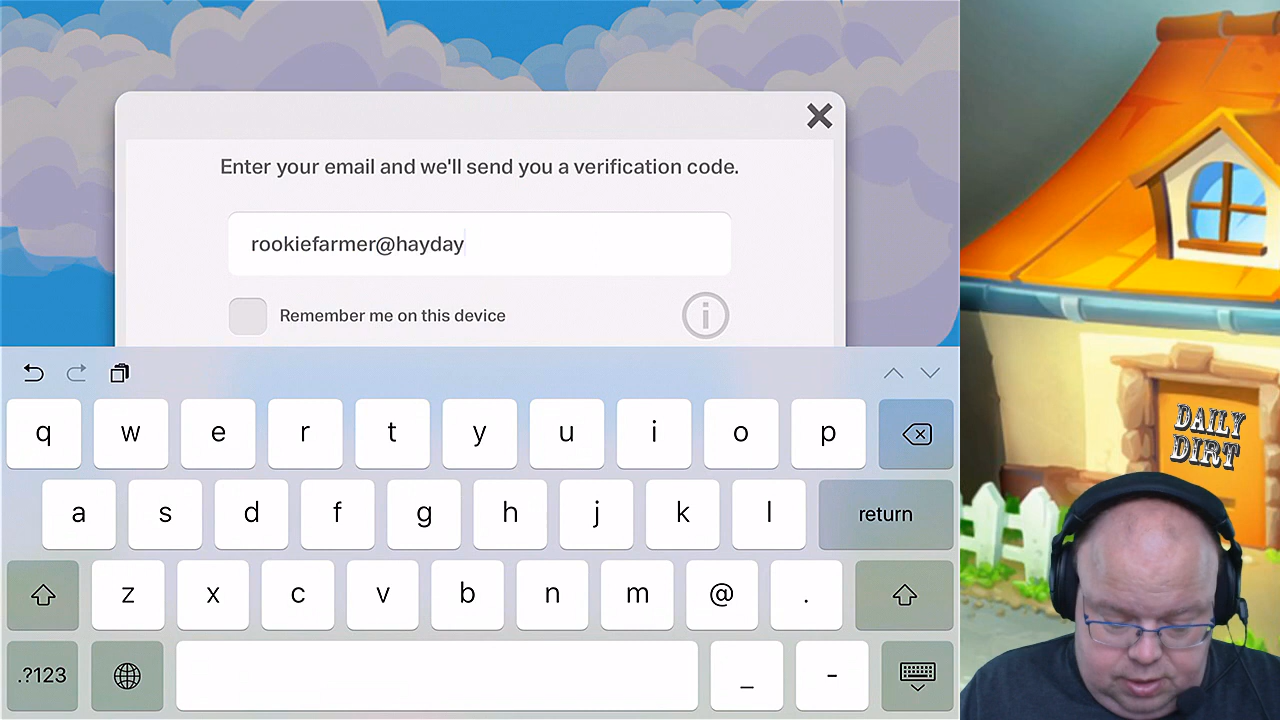 Enter your email and we'll send you a verification code.
rookiefarmer@hayday
Remember me on this device
i
q w e r t y u i o p
a s d f g h j k l return
z x c v b n m @ .
.?123 _ -
DAILY
DIRT